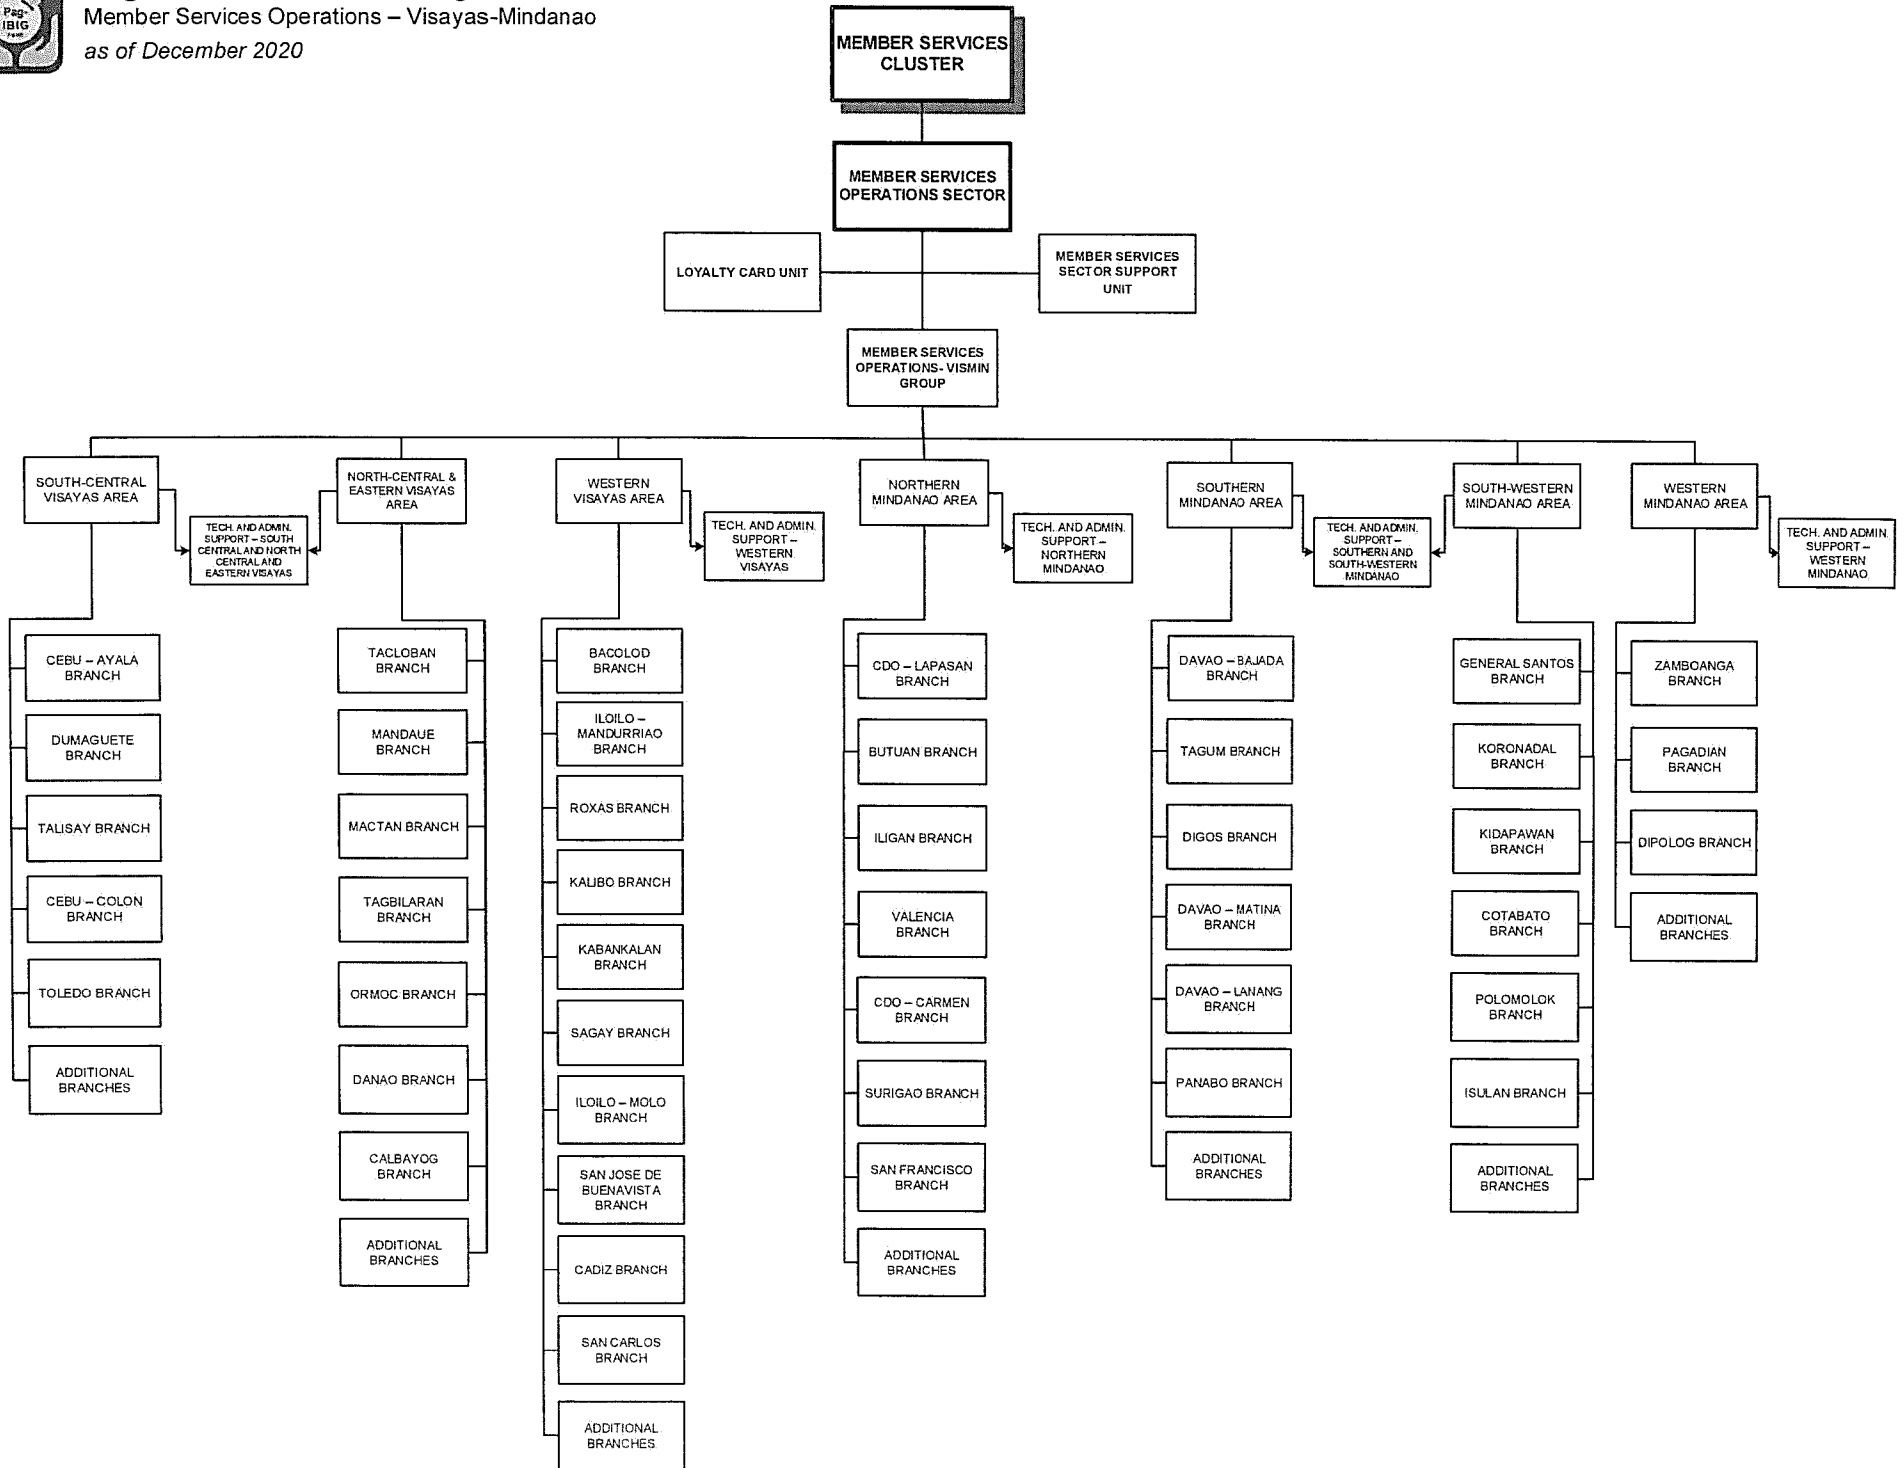 Pag-
IBIG
FUND
Member Services Operations – Visayas-Mindanao
as of December 2020
MEMBER SERVICES
CLUSTER
MEMBER SERVICES
OPERATIONS SECTOR
LOYALTY CARD UNIT
MEMBER SERVICES
SECTOR SUPPORT
UNIT
MEMBER SERVICES
OPERATIONS- VISMIN
GROUP
SOUTH-CENTRAL
VISAYAS AREA
TECH. AND ADMIN.
SUPPORT – SOUTH
CENTRAL AND NORTH
CENTRAL AND
EASTERN VISAYAS
NORTH-CENTRAL &
EASTERN VISAYAS
AREA
WESTERN
VISAYAS AREA
TECH. AND ADMIN.
SUPPORT –
WESTERN
VISAYAS
NORTHERN
MINDANAO AREA
TECH. AND ADMIN.
SUPPORT –
NORTHERN
MINDANAO
SOUTHERN
MINDANAO AREA
TECH. AND ADMIN.
SUPPORT –
SOUTHERN AND
SOUTH-WESTERN
MINDANAO
SOUTH-WESTERN
MINDANAO AREA
WESTERN
MINDANAO AREA
TECH. AND ADMIN.
SUPPORT –
WESTERN
MINDANAO
CEBU – AYALA
BRANCH
DUMAGUETE
BRANCH
TALISAY BRANCH
CEBU – COLON
BRANCH
TOLEDO BRANCH
ADDITIONAL
BRANCHES
TACLOBAN
BRANCH
MANDAUE
BRANCH
MACTAN BRANCH
TAGBILARAN
BRANCH
ORMOC BRANCH
DANAO BRANCH
CALBAYOG
BRANCH
ADDITIONAL
BRANCHES
BACOLOD
BRANCH
ILOILO –
MANDURRIAO
BRANCH
ROXAS BRANCH
KALIBO BRANCH
KABANKALAN
BRANCH
SAGAY BRANCH
ILOILO – MOLO
BRANCH
SAN JOSE DE
BUENAVISTA
BRANCH
CADIZ BRANCH
SAN CARLOS
BRANCH
ADDITIONAL
BRANCHES
CDO – LAPASAN
BRANCH
BUTUAN BRANCH
ILIGAN BRANCH
VALENCIA
BRANCH
CDO – CARMEN
BRANCH
SURIGAO BRANCH
SAN FRANCISCO
BRANCH
ADDITIONAL
BRANCHES
DAVAO – BAJADA
BRANCH
TAGUM BRANCH
DIGOS BRANCH
DAVAO – MATINA
BRANCH
DAVAO – LANANG
BRANCH
PANABO BRANCH
ADDITIONAL
BRANCHES
GENERAL SANTOS
BRANCH
KORONADAL
BRANCH
KIDAPAWAN
BRANCH
COTABATO
BRANCH
POLOMOLOK
BRANCH
ISULAN BRANCH
ADDITIONAL
BRANCHES
ZAMBOANGA
BRANCH
PAGADIAN
BRANCH
DIPOLOG BRANCH
ADDITIONAL
BRANCHES